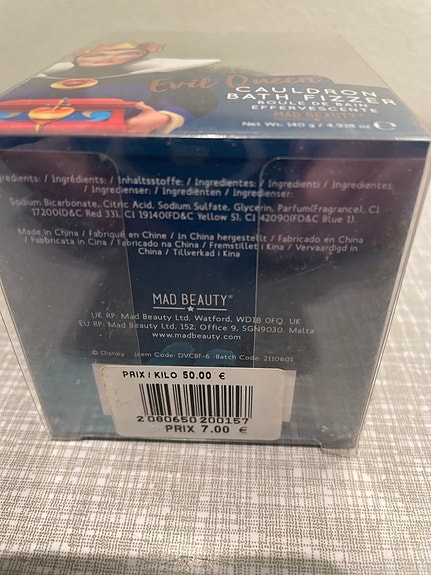 Evil Queen
CAULDRON
BATH FIZZER
BOULE DE BAIN
EFFERVESCENTE
MAD BEAUTY
Net Wt. 140 g / 4.938 oz ℮
Ingredients: / Ingrédients: / Inhaltsstoffe: / Ingredientes: / Ingredienti / Ingredientes,
/ Ingredienser: / Ingrediënten / Ingredienser:
Sodium Bicarbonate, Citric Acid, Sodium Sulfate, Glycerin, Parfum(Fragrance), CI
17200(D&C Red 33), CI 19140(FD&C Yellow 5), CI 42090(FD&C Blue 1).
Made in China / Fabriqué en Chine / In China hergestellt / Fabricado en China
/ Fabbricata in Cina / Fabricado na China / Fremstillet i Kina / Vervaardigd in
China / Tillverkad i Kina
MAD BEAUTY®
UK RP: Mad Beauty Ltd, Watford, WD18 0FQ, UK
EU RP: Mad Beauty Ltd, 152, Office 9, SGN9030, Malta
www.madbeauty.com
© Disney Item Code: DVCBF-6 Batch Code: 2110601
PRIX / KILO 50.00 €
2 080650 200157
PRIX 7.00 €